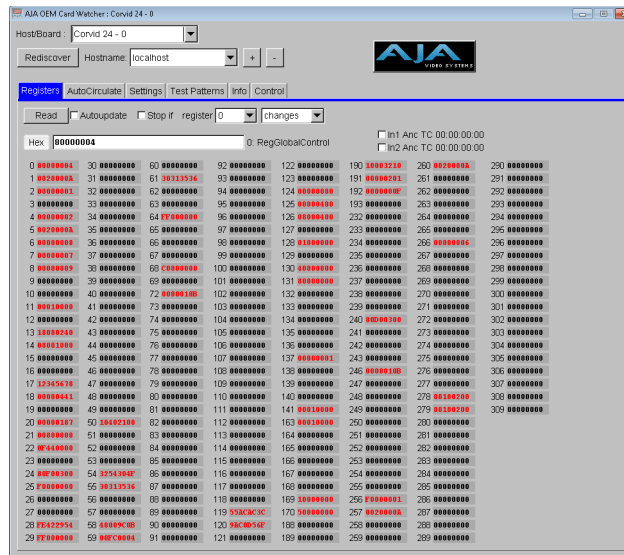 AJA OEM Card Watcher : Corvid 24 - 0
Host/Board : Corvid 24 - 0
Rediscover Hostname: localhost + -
AJA
VIDEO SYSTEMS
Registers AutoCirculate Settings Test Patterns Info Control
Read Autoupdate Stop if register 0 changes
In1 Anc TC 00:00:00:00
Hex 80000004 0: RegGlobalControl
In2 Anc TC 00:00:00:00
0 80000004 30 00000000 60 00000000 92 00000000 122 00000000 190 10003210 260 0020000A 290 00000000
1 0020000A 31 00000000 61 30313536 93 00000000 123 00000000 191 00000201 261 00000000 291 00000000
2 00000001 32 00000000 62 00000000 94 00000000 124 192 0000000F 262 00000000 292 00000000
3 00000000 33 00000000 63 00000000 95 00000000 125 193 00000000 263 00000000 293 00000000
4 00000002 34 00000000 64 FF000000 96 00000000 126 232 00000000 264 00000000 294 00000000
5 0020000A 35 00000000 65 00000000 97 00000000 127 00000000 233 00000000 265 00000000 295 00000000
6 36 00000000 66 00000000 98 00000000 128 01000000 234 00000000 266 00000006 296 00000000
7 00000007 37 00000000 67 00000000 99 00000000 129 00000000 235 00000000 267 00000000 297 00000000
8 00000009 38 00000000 68 C0000000 100 00000000 130 40000000 236 00000000 268 00000000 298 00000000
9 00000000 39 00000000 69 00000000 101 00000000 131 237 00000000 269 00000000 299 00000000
10 00000000 40 00000000 72 0000010B 102 00000000 132 00000000 238 00000000 270 00000000 300 00000000
11 00010000 41 00000000 73 00000000 103 00000000 133 00000000 239 00000000 271 00000000 301 00000000
12 00000000 42 00000000 74 00000000 104 00000000 134 00000000 240 272 00000000 302 00000000
13 18000240 43 00000000 75 00000000 105 00000000 135 00000000 241 00000000 273 00000000 303 00000000
14 00001000 44 00000000 76 00000000 106 00000000 136 00000000 242 00000000 274 00000000 304 00000000
15 00000000 45 00000000 77 00000000 107 00000000 137 00000001 243 00000000 275 00000000 305 00000000
16 00000000 46 00000000 78 00000000 108 00000000 138 00000000 246 0000010B 276 00000000 306 00000000
17 12345678 47 00000000 79 00000000 109 00000000 139 00000000 247 00000000 277 00000000 307 00000000
18 00000441 48 00000000 80 00000000 110 00000000 140 00000000 248 00000000 278 80100200 308 00000000
19 00000000 49 00000000 81 00000000 111 00000000 141 00010000 249 00000000 279 00100200 309 00000000
20 00000107 50 10402100 82 00000000 112 00000000 163 00010000 250 00000000 280 00000000
21 51 00000000 83 00000000 113 00000000 164 00000000 251 00000000 281 00000000
22 0F440000 52 00000000 84 00000000 114 00000000 165 00000000 252 00000000 282 00000000
23 00000000 53 00000000 85 00000000 115 00000000 166 00000000 253 00000000 283 00000000
24 54 3254304F 86 00000000 116 00000000 167 00000000 254 00000000 284 00000000
25 F0000000 55 30313536 87 00000000 117 00000000 168 00000000 255 00000000 285 00000000
26 00000000 56 00000000 88 00000000 118 00000000 169 10000000 256 F0000001 286 00000000
27 00000000 57 00000000 89 00000000 119 55ACAC3C 170 50000000 257 0020000A 287 00000000
28 FE422954 58 40009C0B 90 00000000 120 9AC0D56F 188 00000000 258 00000000 288 00000000
29 FF000000 59 00FC0004 91 00000000 121 00000000 189 00000000 259 00000000 289 00000000